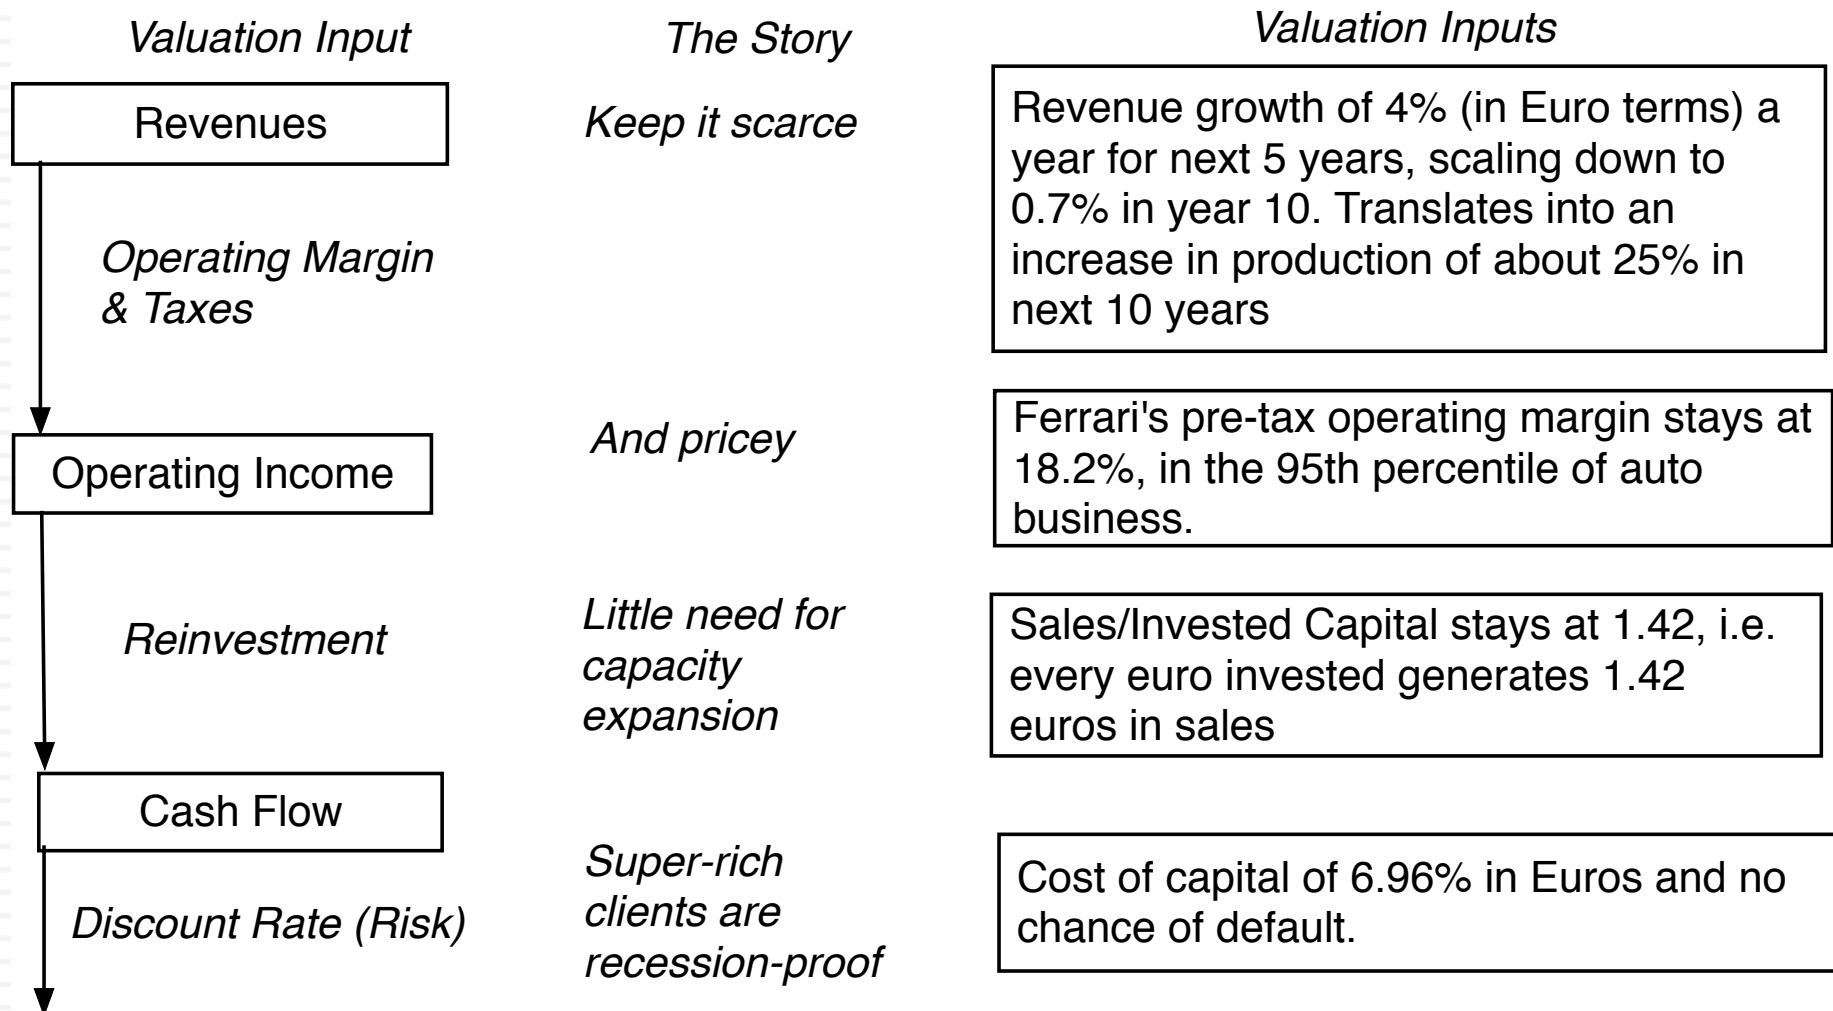 Valuation Input
The Story
Valuation Inputs
Revenues
Keep it scarce
Revenue growth of 4% (in Euro terms) a
year for next 5 years, scaling down to
0.7% in year 10. Translates into an
increase in production of about 25% in
next 10 years
Operating Margin
& Taxes
Operating Income
And pricey
Ferrari's pre-tax operating margin stays at
18.2%, in the 95th percentile of auto
business.
Reinvestment
Little need for
capacity
expansion
Sales/Invested Capital stays at 1.42, i.e.
every euro invested generates 1.42
euros in sales
Cash Flow
Discount Rate (Risk)
Super-rich
clients are
recession-proof
Cost of capital of 6.96% in Euros and no
chance of default.